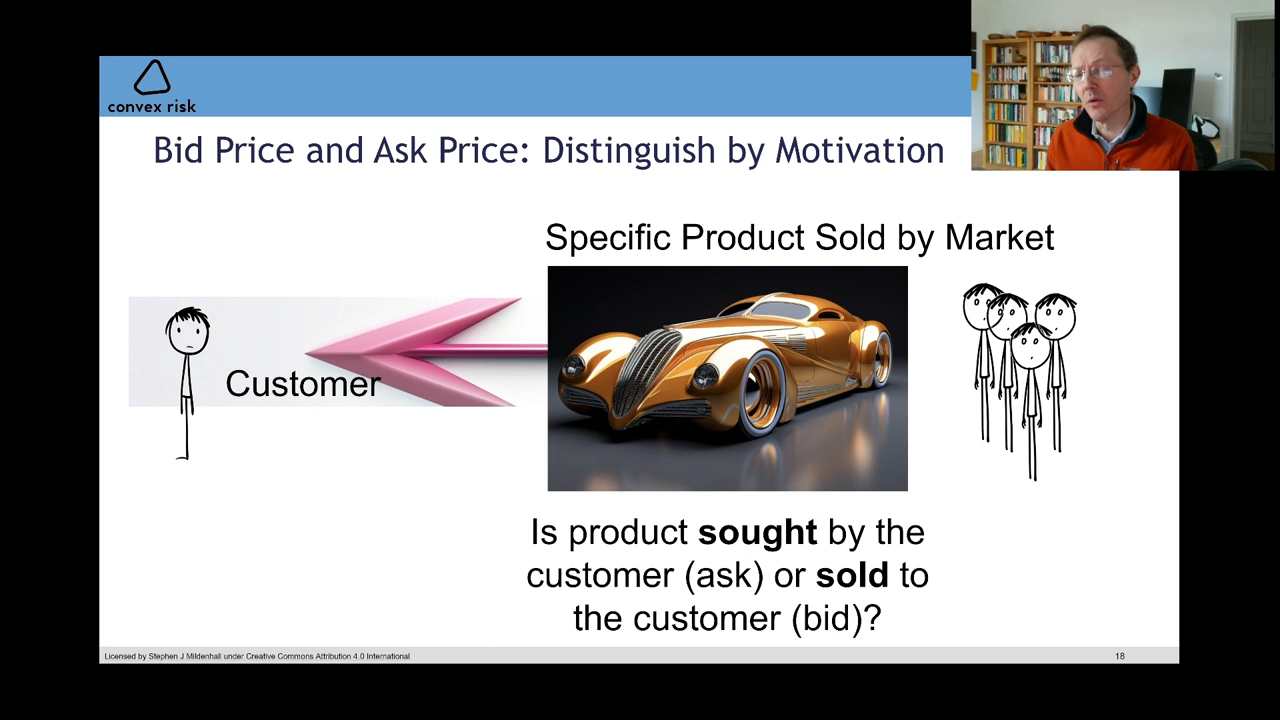 convex risk
Bid Price and Ask Price: Distinguish by Motivation
Specific Product Sold by Market
Customer
Is product sought by the
customer (ask) or sold to
the customer (bid)?
Licensed by Stephen J Mildenhall under Creative Commons Attribution 4.0 International
18